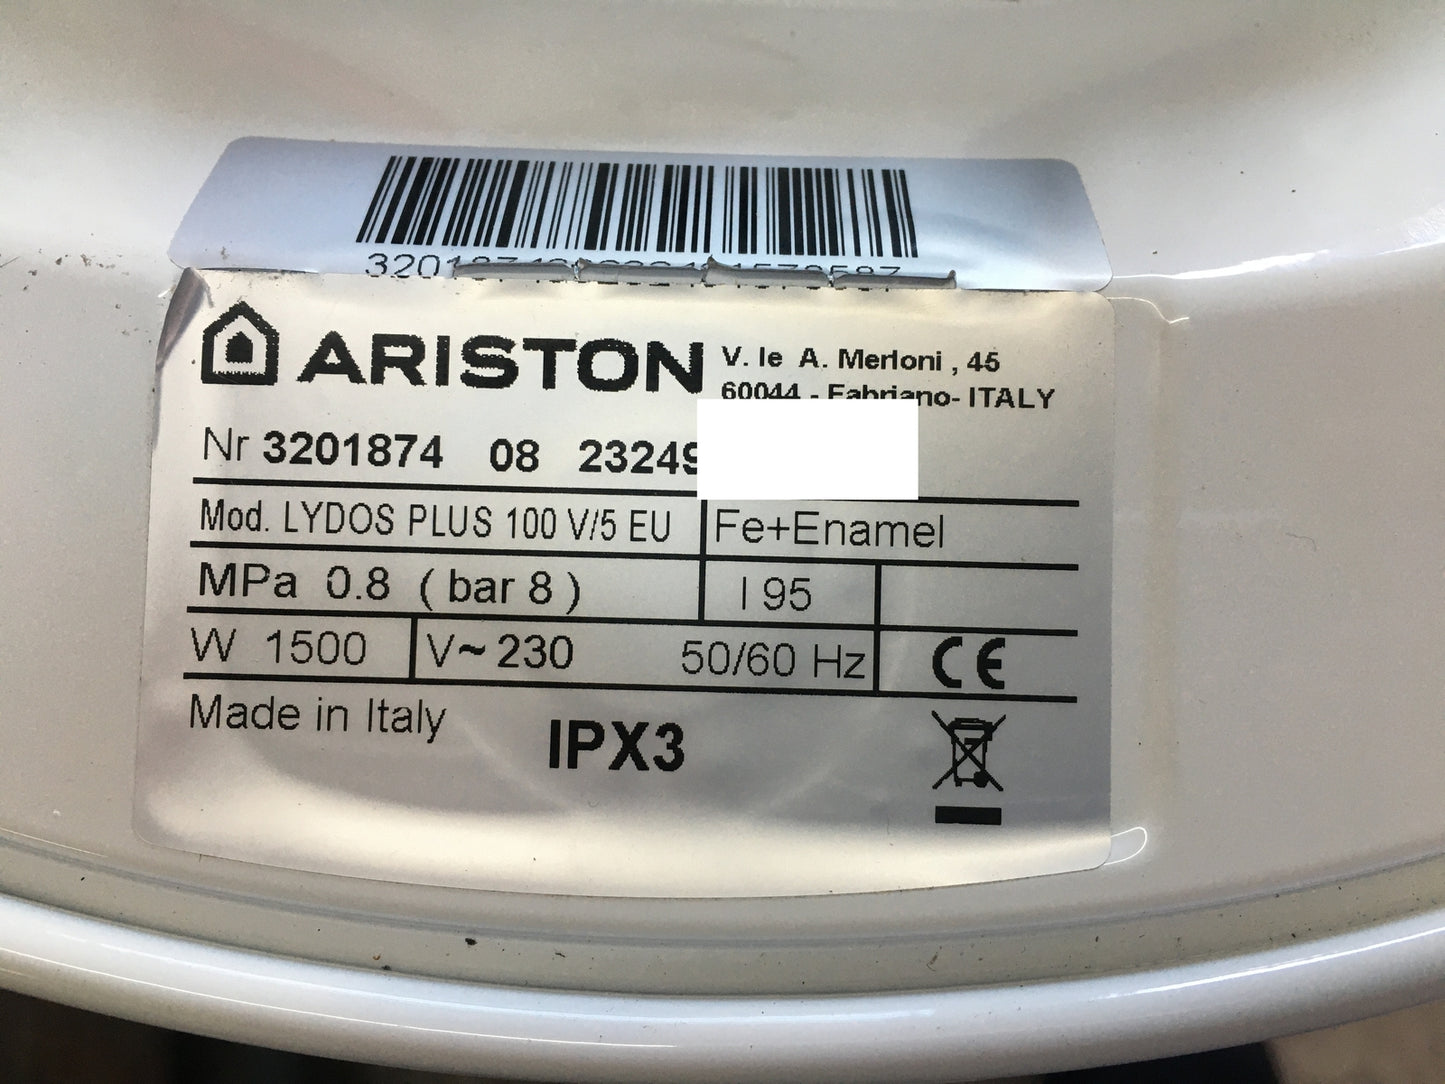 ARISTON
V. le A. Merloni , 45
60044 - Fabriano- ITALY
Nr 3201874 08 23249
Mod. LYDOS PLUS 100 V/5 EU
Fe+Enamel
MPa 0.8 ( bar 8 )
I 95
W 1500
V~ 230 50/60 Hz
CE
Made in Italy
IPX3